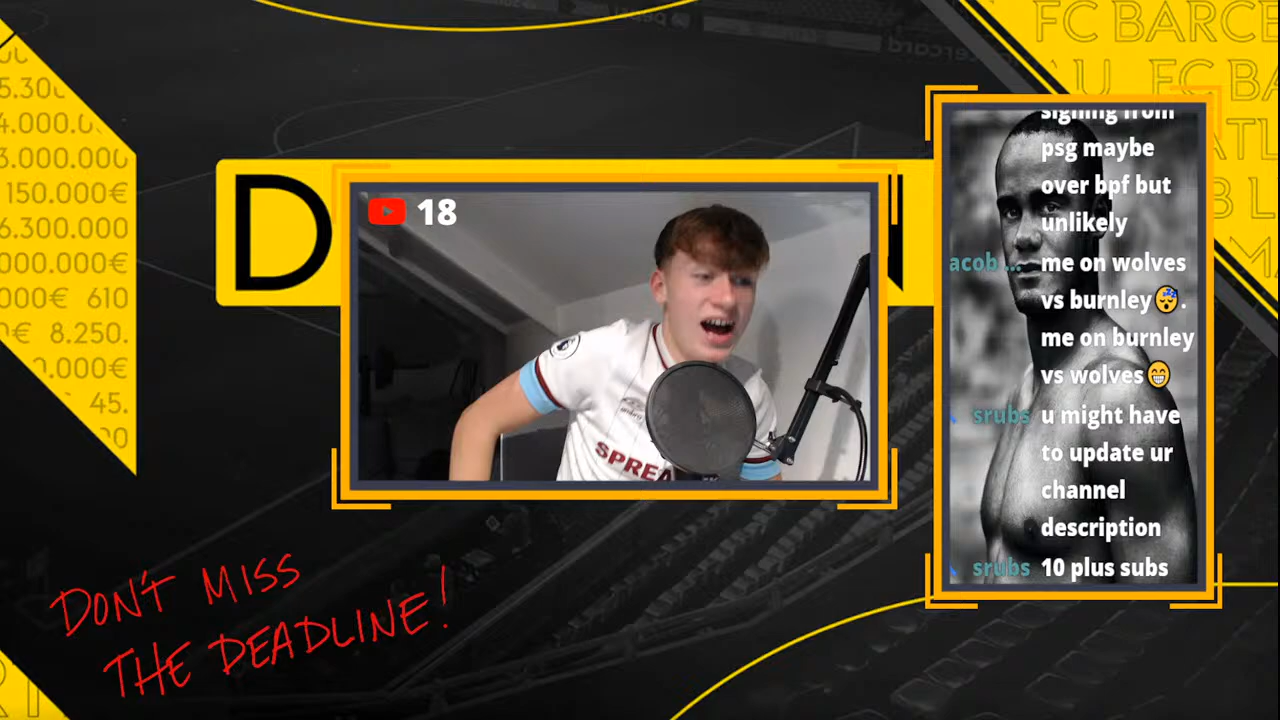 FC BARCE
U FC BA
ATL
B L
5.300
4.000.0
3.000.000
150.000€
6.300.000
000.000€
000€ 610
€ 8.250.
.000€
45.
D
18
SPREA
signing from
psg maybe
over bpf but
unlikely
acob... me on wolves
vs burnley😴.
me on burnley
vs wolves😁
srubs u might have
to update ur
channel
description
srubs 10 plus subs
DON'T MISS
THE DEADLINE!